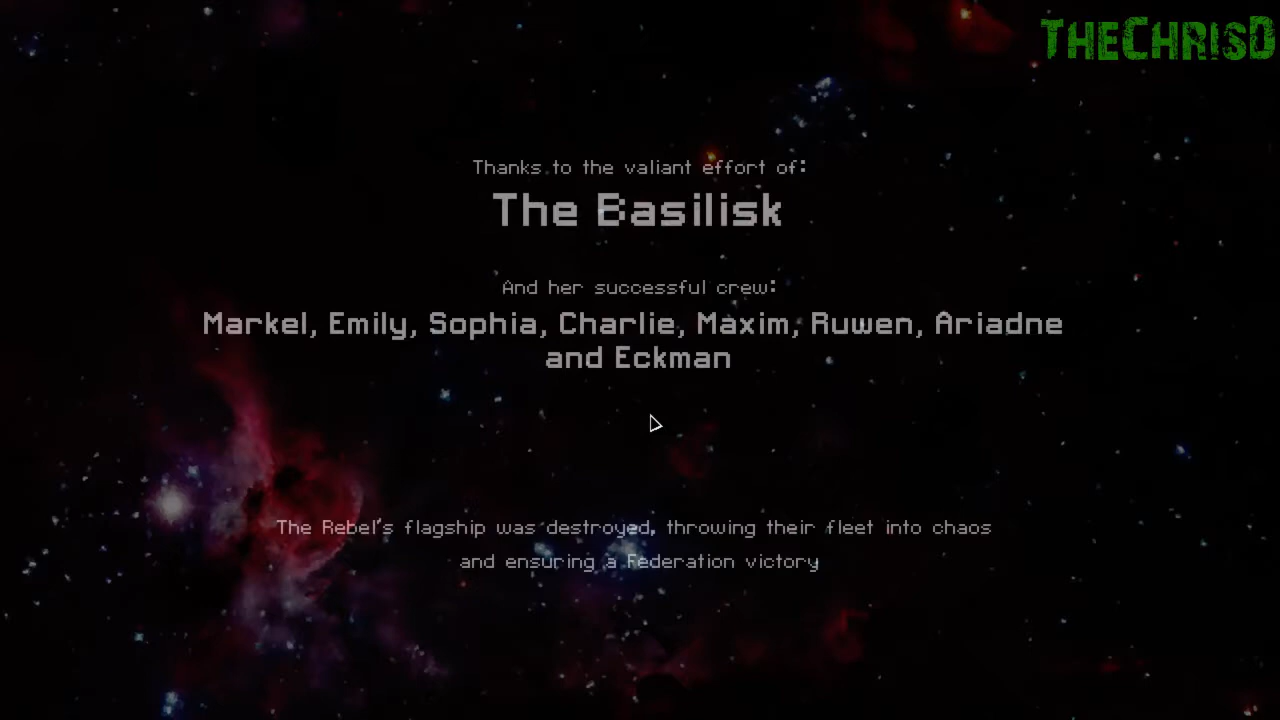 THECHRISD
Thanks to the valiant effort of:
The Basilisk
And her successful crew:
Markel, Emily, Sophia, Charlie, Maxim, Ruwen, Ariadne
and Eckman
The Rebel's flagship was destroyed, throwing their fleet into chaos
and ensuring a Federation victory